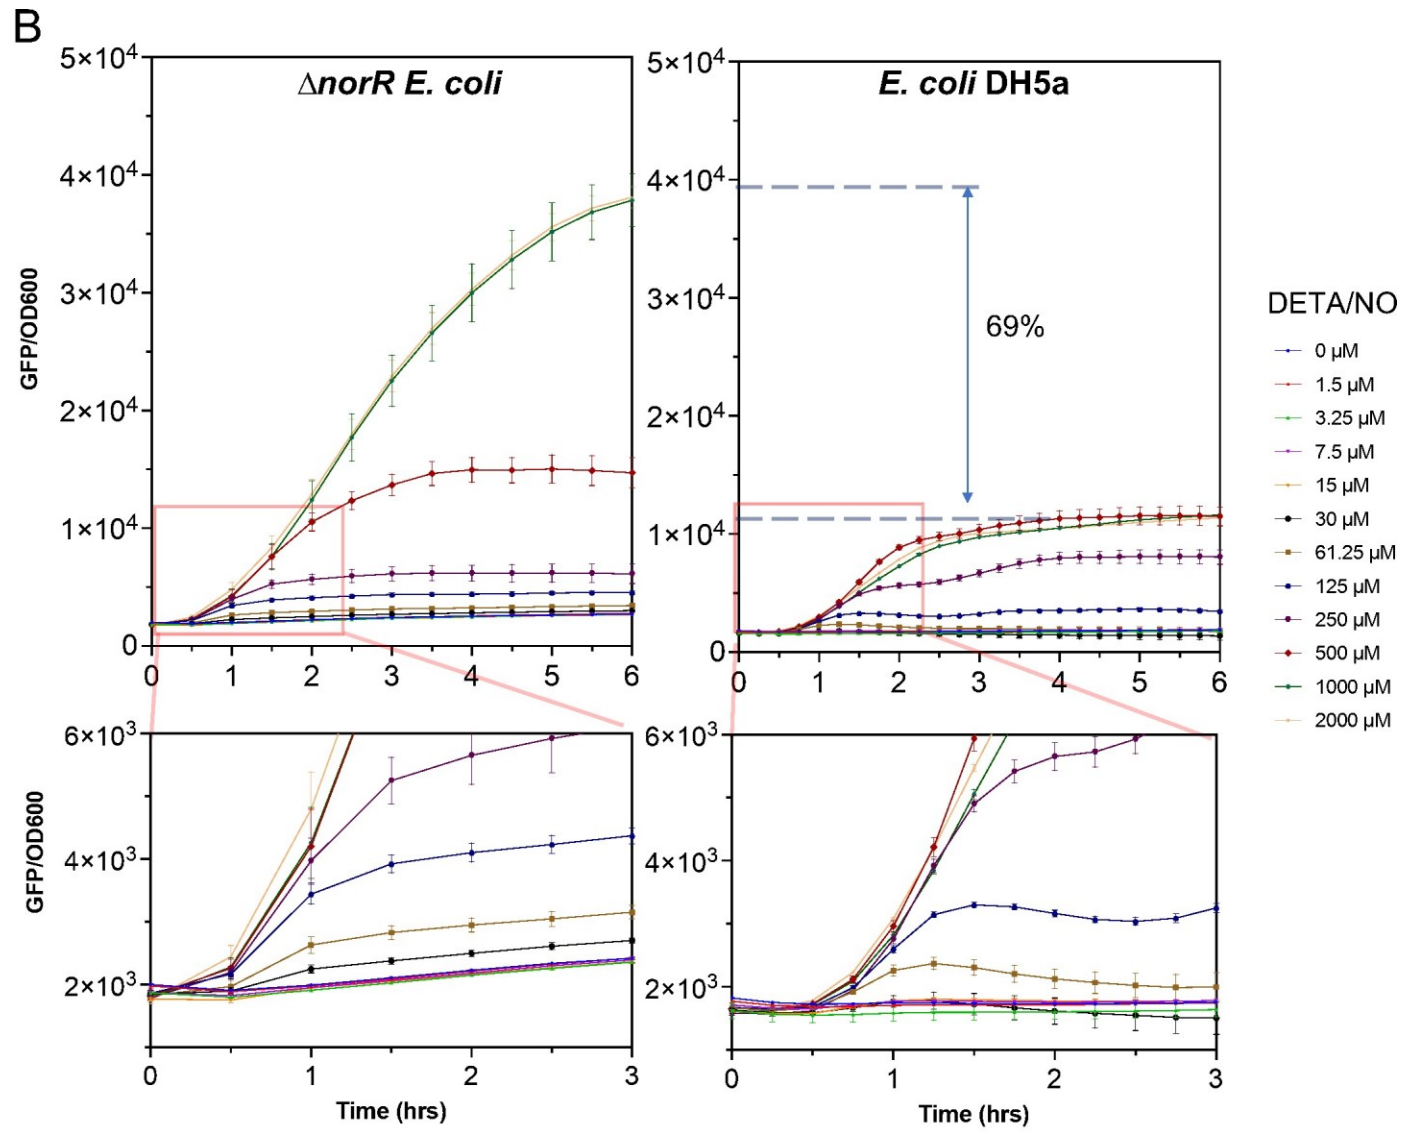 B
ΔnorR E. coli
E. coli DH5a
5×10⁴
4×10⁴
3×10⁴
2×10⁴
1×10⁴
0
GFP/OD600
0 1 2 3 4 5 6
5×10⁴
4×10⁴
3×10⁴
2×10⁴
1×10⁴
0
69%
0 1 2 3 4 5 6
DETA/NO
0 µM
1.5 µM
3.25 µM
7.5 µM
15 µM
30 µM
61.25 µM
125 µM
250 µM
500 µM
1000 µM
2000 µM
6×10³
4×10³
2×10³
GFP/OD600
0 1 2 3
Time (hrs)
6×10³
4×10³
2×10³
0 1 2 3
Time (hrs)